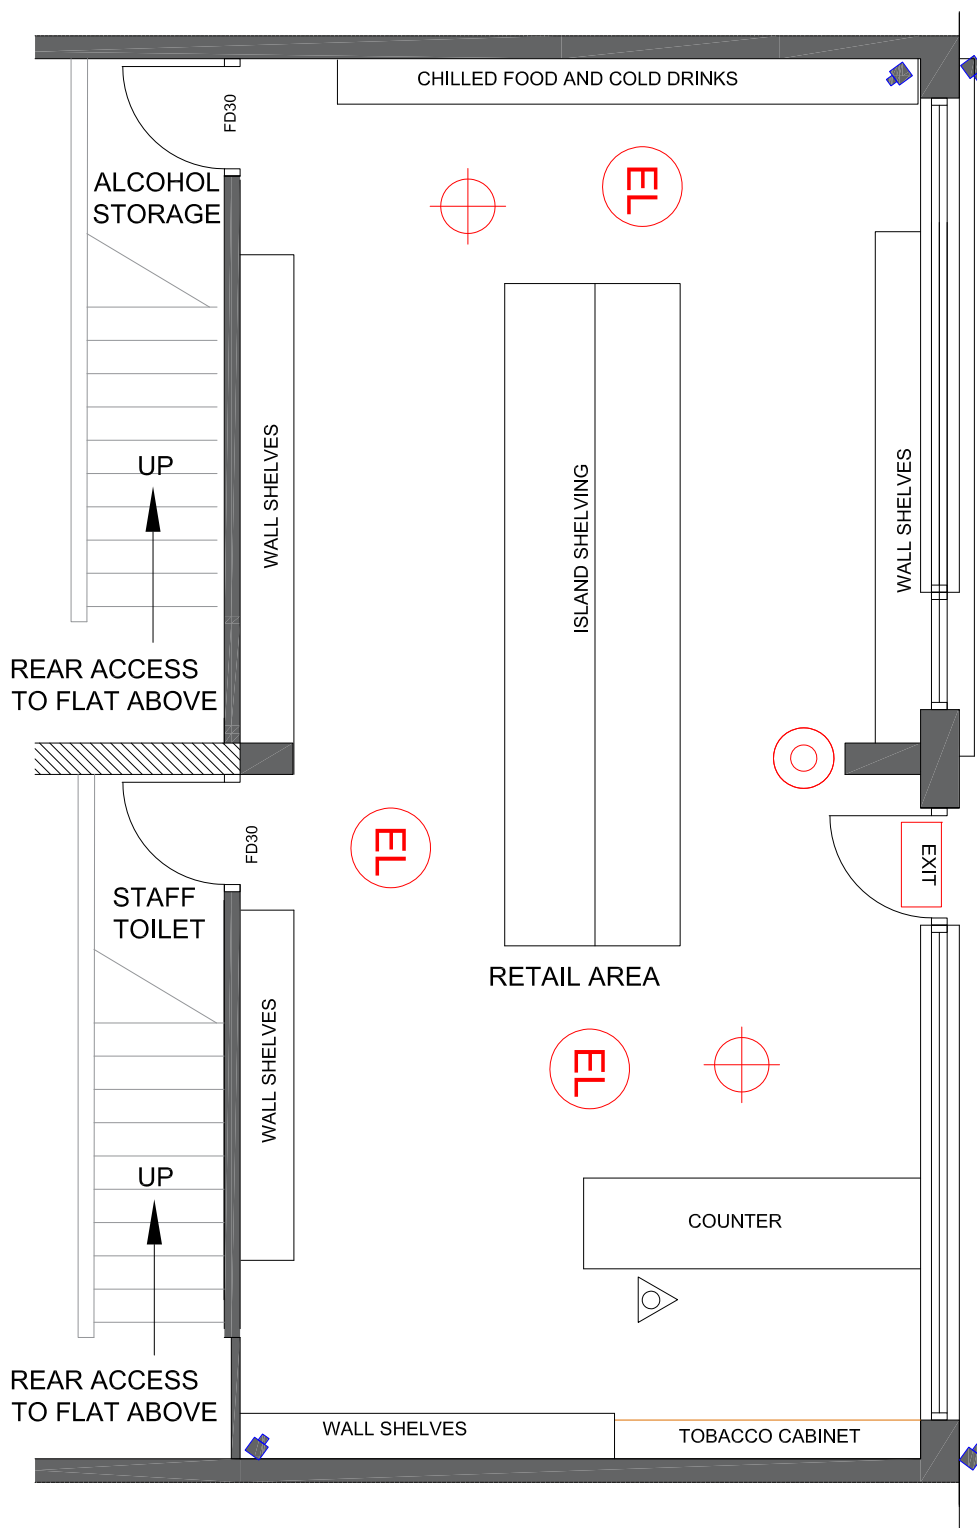 CHILLED FOOD AND COLD DRINKS
FD30
ALCOHOL
STORAGE
EL
WALL SHELVES
ISLAND SHELVING
WALL SHELVES
UP
REAR ACCESS
TO FLAT ABOVE
FD30
EL
EXIT
STAFF
TOILET
RETAIL AREA
WALL SHELVES
EL
UP
COUNTER
REAR ACCESS
TO FLAT ABOVE
WALL SHELVES
TOBACCO CABINET